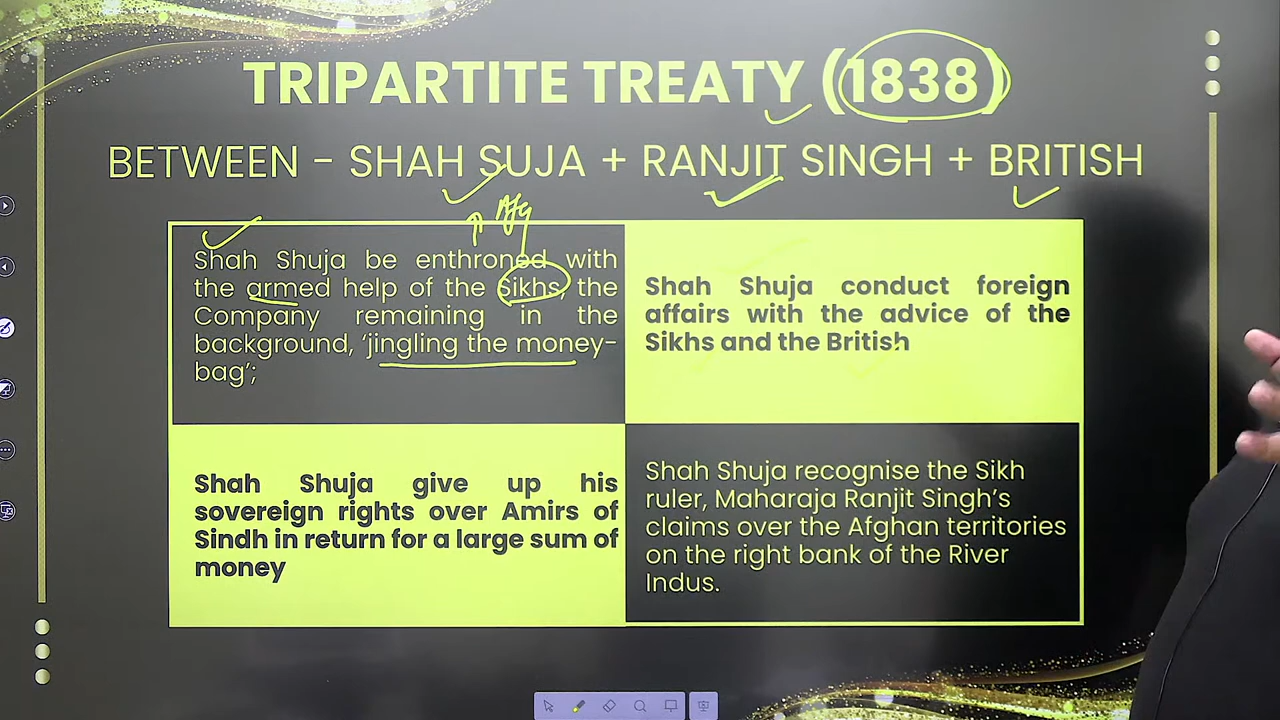 TRIPARTITE TREATY (1838)
BETWEEN - SHAH SUJA + RANJIT SINGH + BRITISH
Afg
Shah Shuja be enthroned with
the armed help of the Sikhs, the
Company remaining in the
background, ‘jingling the money-
bag’;
Shah Shuja conduct foreign
affairs with the advice of the
Sikhs and the British
Shah Shuja give up his
sovereign rights over Amirs of
Sindh in return for a large sum of
money
Shah Shuja recognise the Sikh
ruler, Maharaja Ranjit Singh’s
claims over the Afghan territories
on the right bank of the River
Indus.